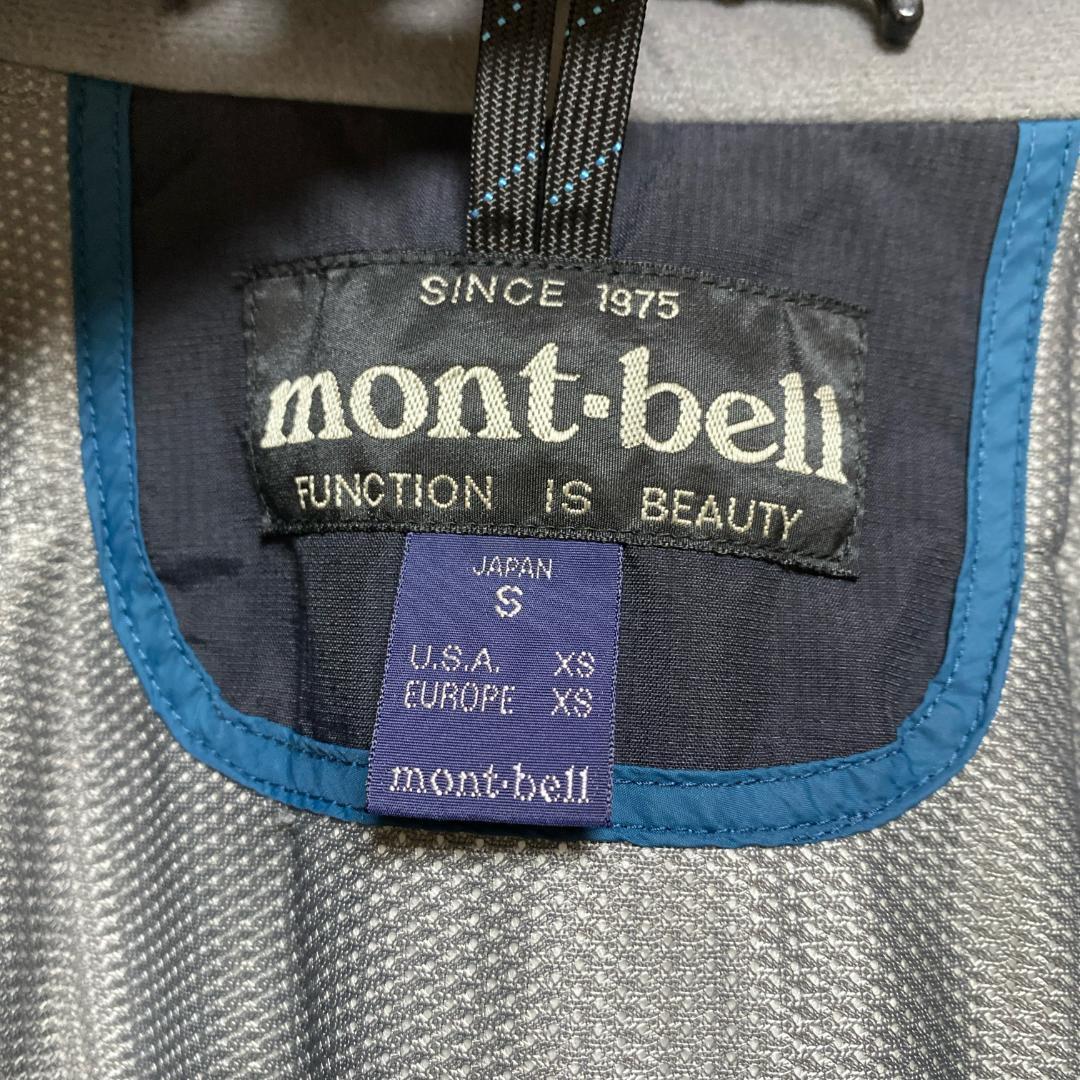 SINCE 1975
mont·bell
FUNCTION IS BEAUTY
JAPAN
S
U.S.A. XS
EUROPE XS
mont·bell